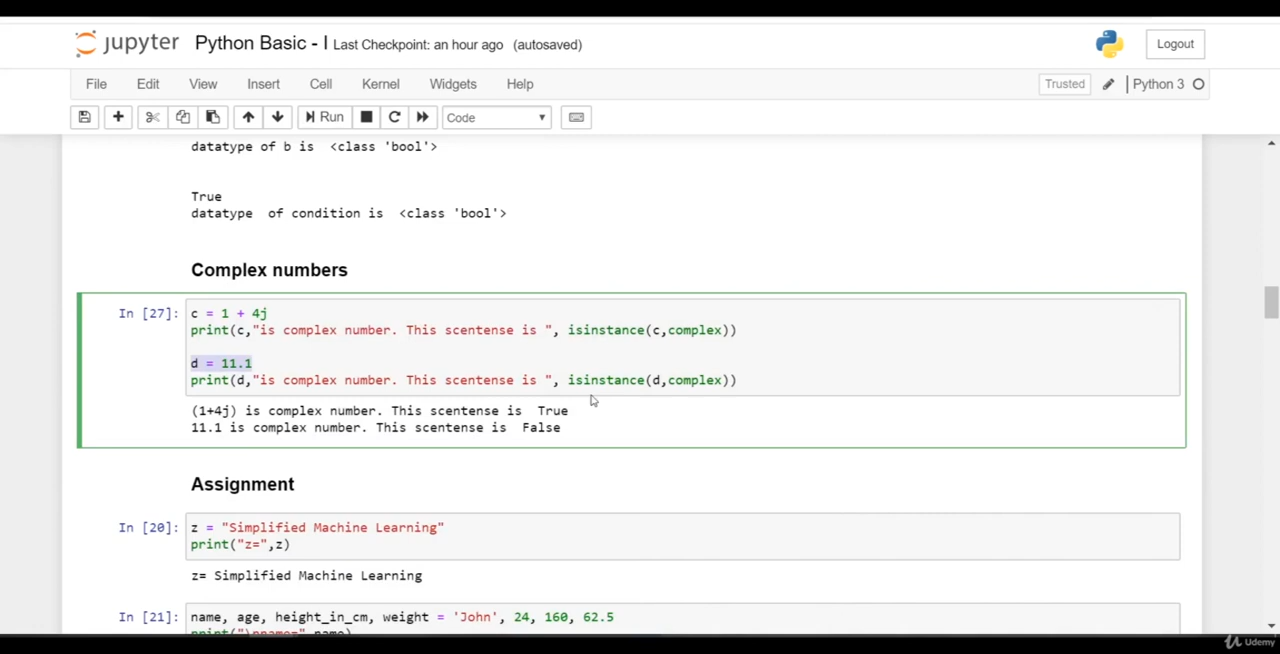 jupyter Python Basic - I Last Checkpoint: an hour ago (autosaved) Logout
File Edit View Insert Cell Kernel Widgets Help Trusted Python 3
Run Code
datatype of b is  <class 'bool'>
True
datatype  of condition is  <class 'bool'>
Complex numbers
In [27]: c = 1 + 4j
print(c,"is complex number. This scentense is ", isinstance(c,complex))
d = 11.1
print(d,"is complex number. This scentense is ", isinstance(d,complex))
(1+4j) is complex number. This scentense is  True
11.1 is complex number. This scentense is  False
Assignment
In [20]: z = "Simplified Machine Learning"
print("z=",z)
z= Simplified Machine Learning
In [21]: name, age, height_in_cm, weight = 'John', 24, 160, 62.5
Udemy